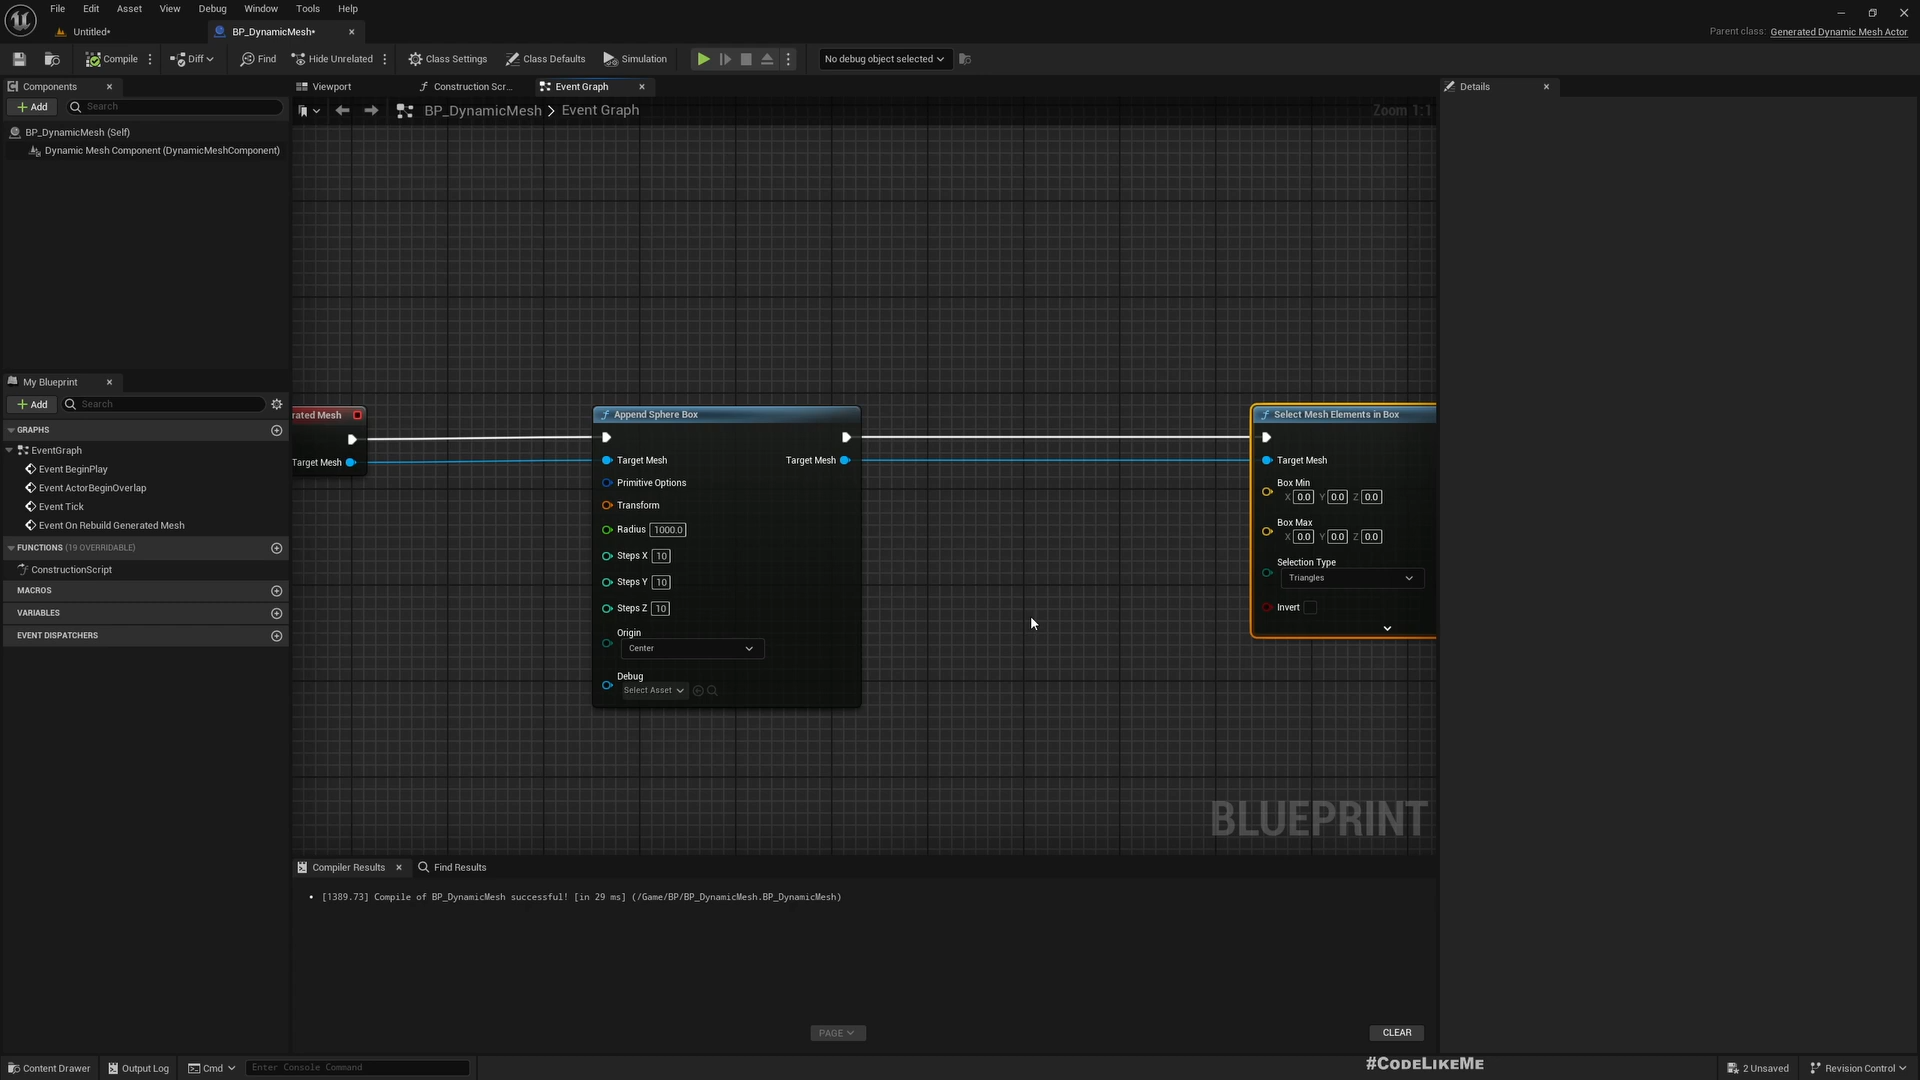 File Edit Asset View Debug Window Tools Help
Untitled*
BP_DynamicMesh*
Parent class: Generated Dynamic Mesh Actor
Compile
Diff
Find
Hide Unrelated
Class Settings
Class Defaults
Simulation
No debug object selected
Components
Add
Search
BP_DynamicMesh (Self)
Dynamic Mesh Component (DynamicMeshComponent)
My Blueprint
Add
Search
GRAPHS
EventGraph
Event BeginPlay
Event ActorBeginOverlap
Event Tick
Event On Rebuild Generated Mesh
FUNCTIONS (19 OVERRIDABLE)
ConstructionScript
MACROS
VARIABLES
EVENT DISPATCHERS
Viewport
Construction Scr...
Event Graph
BP_DynamicMesh > Event Graph
Zoom 1:1
rated Mesh
Target Mesh
Append Sphere Box
Target Mesh
Target Mesh
Primitive Options
Transform
Radius 1000.0
Steps X 10
Steps Y 10
Steps Z 10
Origin
Center
Debug
Select Asset
Select Mesh Elements in Box
Target Mesh
Box Min
X 0.0 Y 0.0 Z 0.0
Box Max
X 0.0 Y 0.0 Z 0.0
Selection Type
Triangles
Invert
BLUEPRINT
Compiler Results
Find Results
[1389.73] Compile of BP_DynamicMesh successful! [in 29 ms] (/Game/BP/BP_DynamicMesh.BP_DynamicMesh)
PAGE
CLEAR
Details
Content Drawer
Output Log
Cmd
Enter Console Command
#CodeLikeMe
2 Unsaved
Revision Control